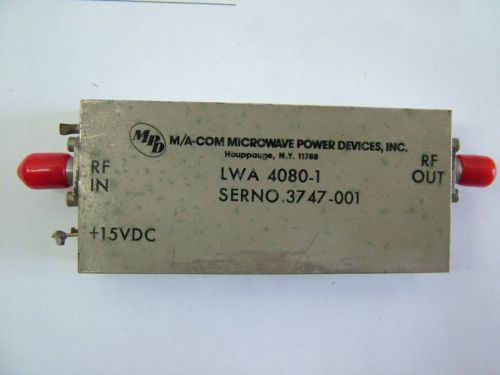 MPD
M/A-COM MICROWAVE POWER DEVICES, INC.
Hauppauge, N.Y. 11788
RF IN
LWA 4080-1
RF OUT
SERNO.3747-001
+15VDC